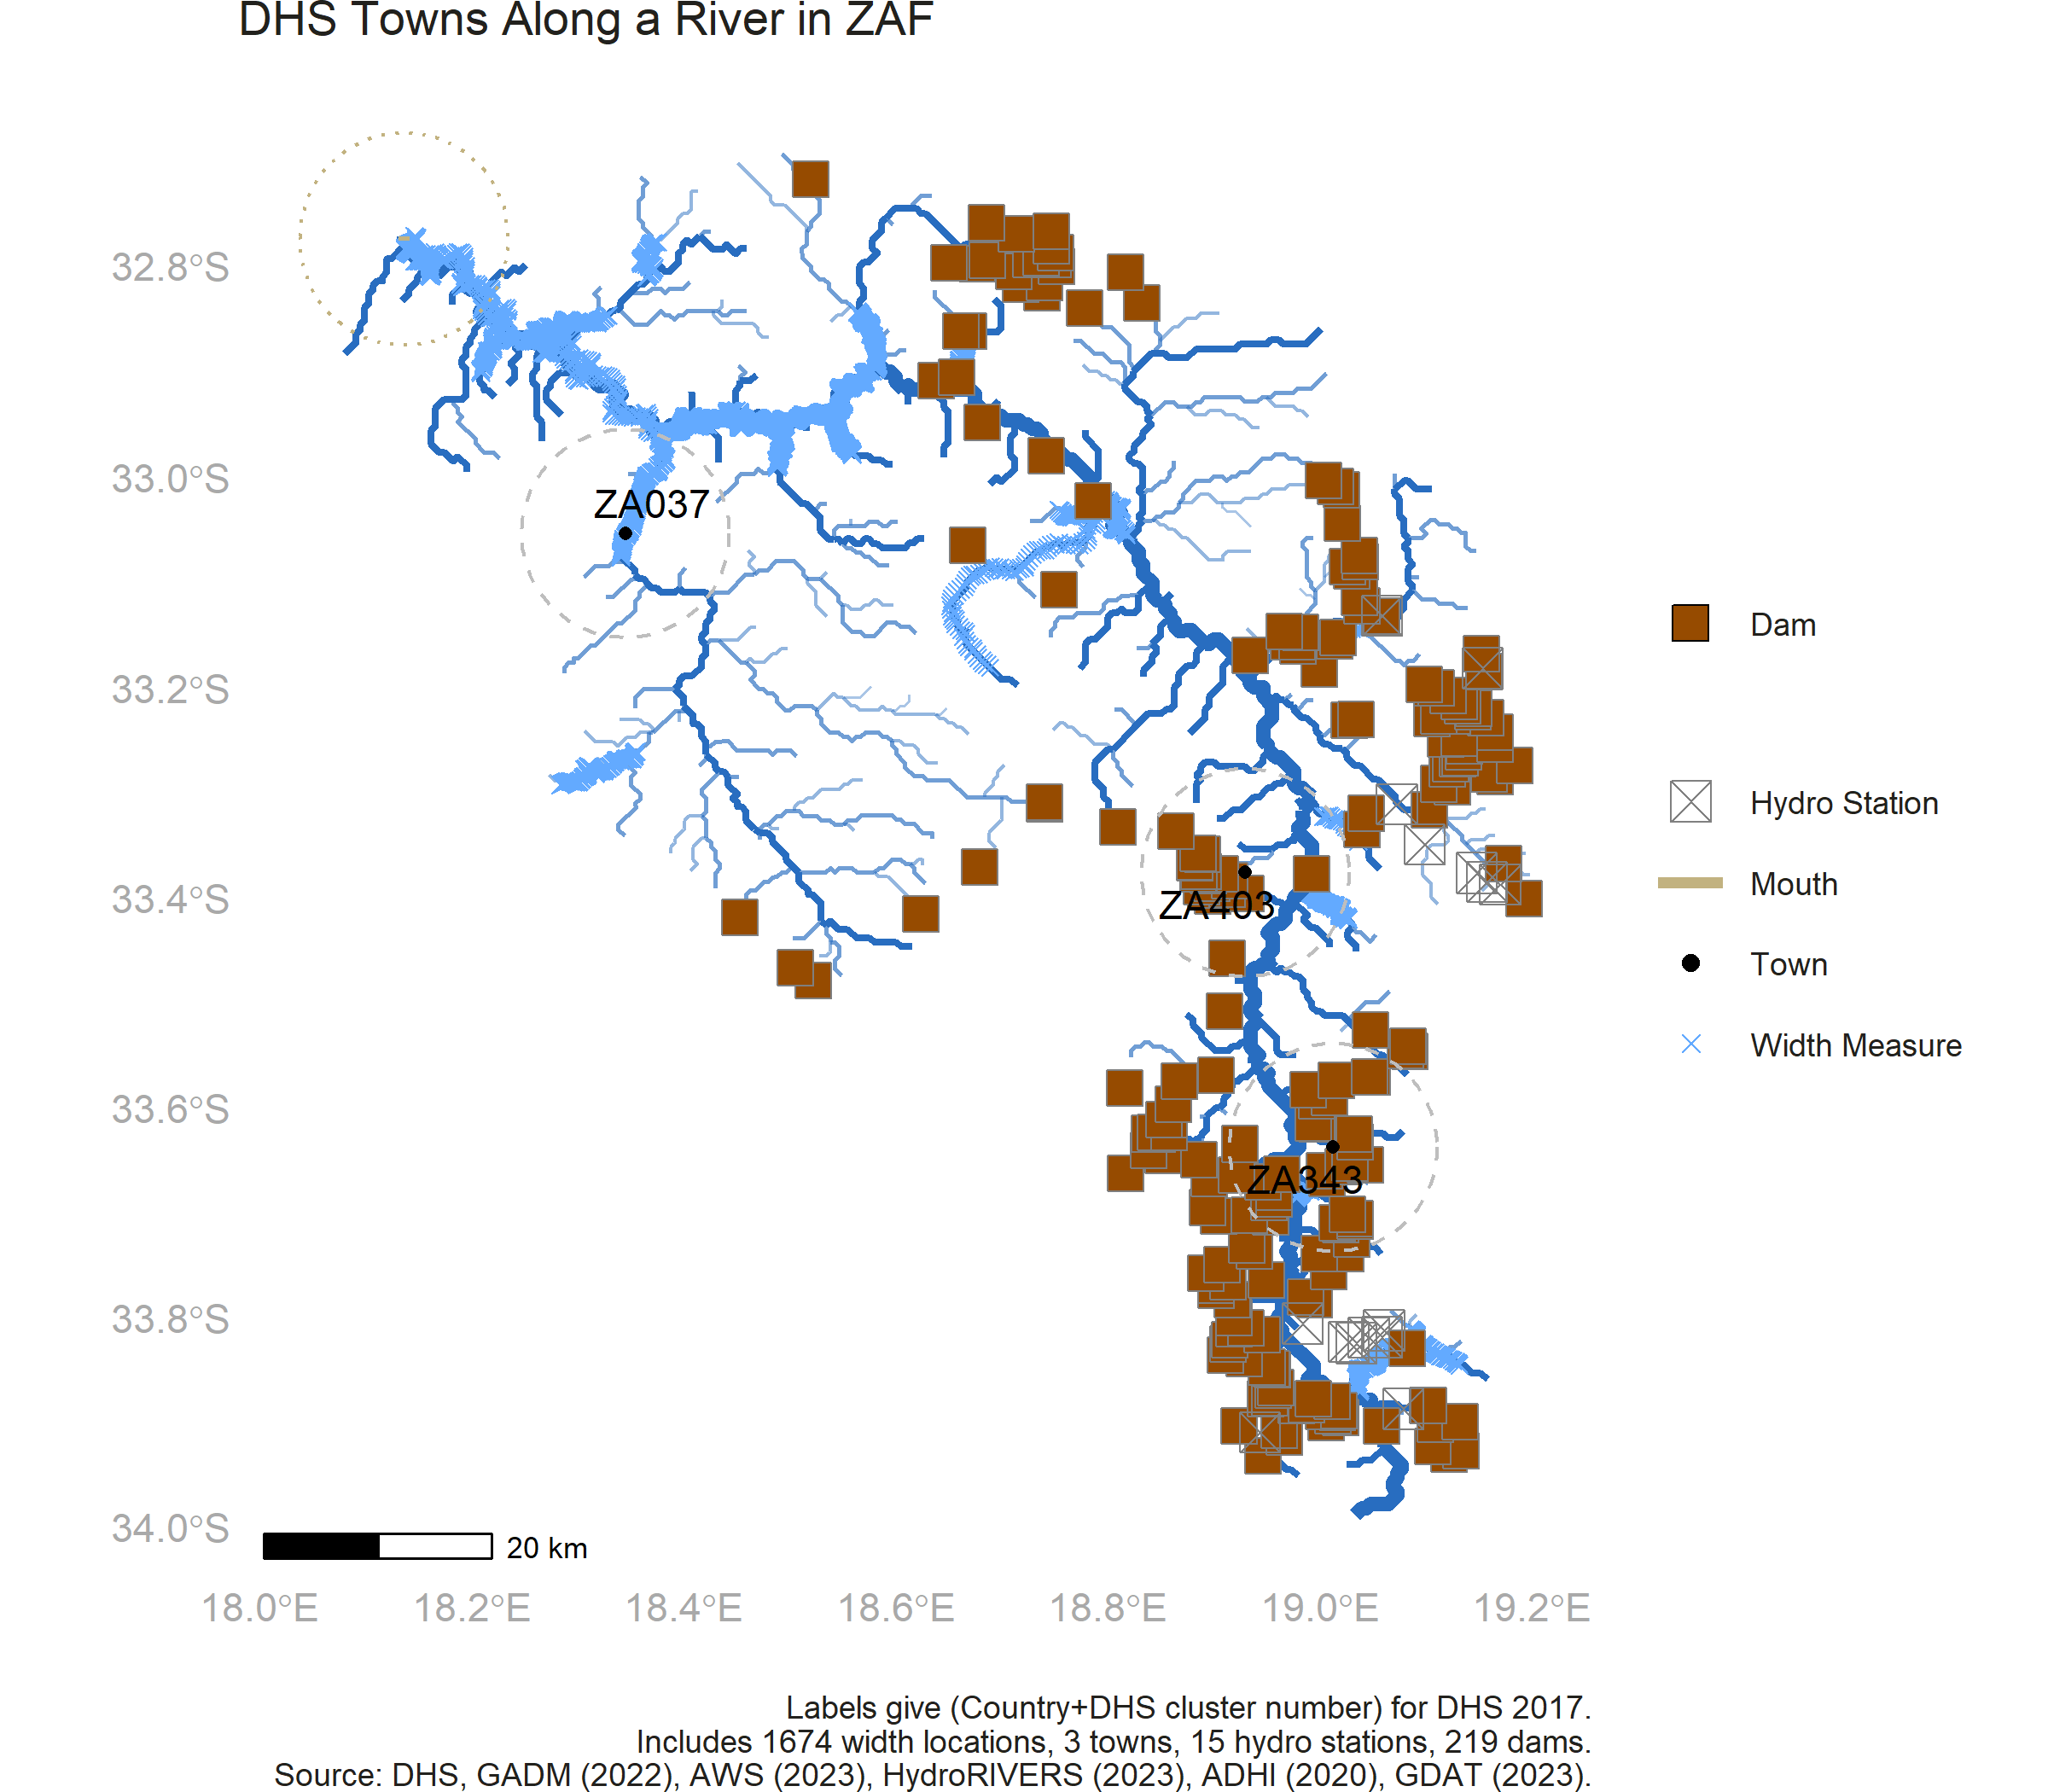 DHS Towns Along a River in ZAF
32.8°S
33.0°S
33.2°S
33.4°S
33.6°S
33.8°S
34.0°S
ZA037
ZA403
ZA343
Dam
Hydro Station
Mouth
Town
Width Measure
20 km
18.0°E 18.2°E 18.4°E 18.6°E 18.8°E 19.0°E 19.2°E
Labels give (Country+DHS cluster number) for DHS 2017.
Includes 1674 width locations, 3 towns, 15 hydro stations, 219 dams.
Source: DHS, GADM (2022), AWS (2023), HydroRIVERS (2023), ADHI (2020), GDAT (2023).